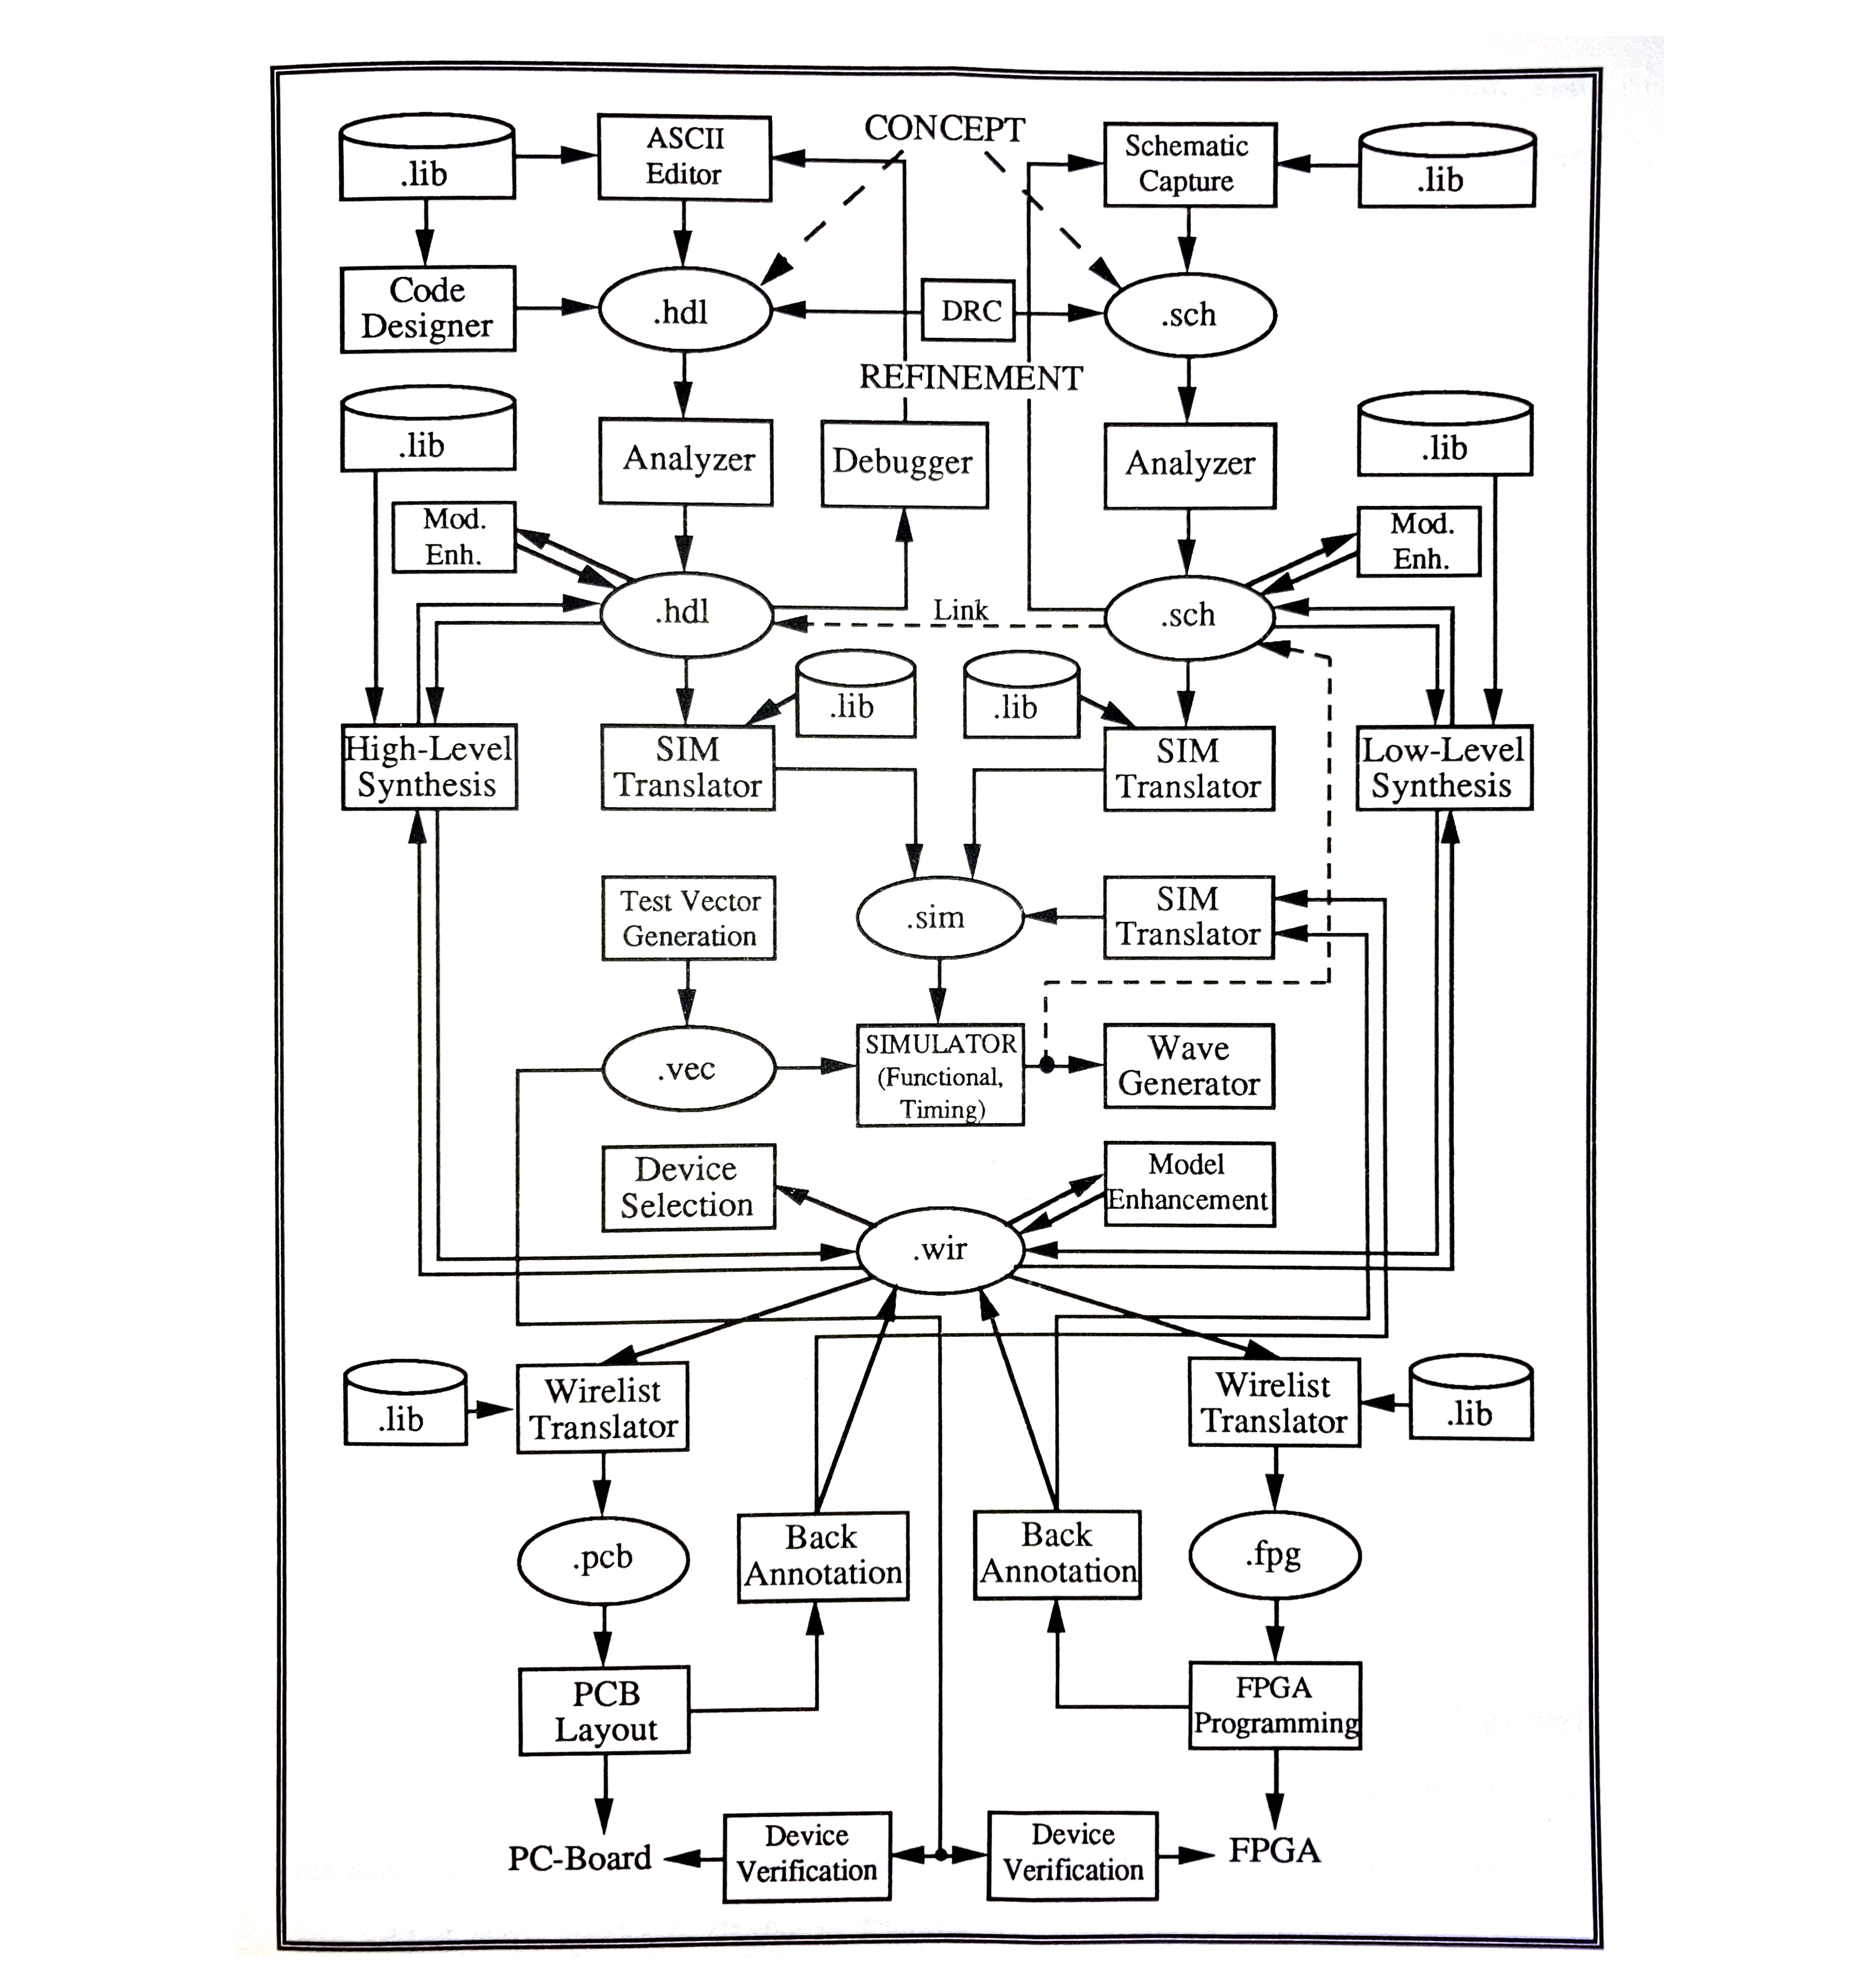 CONCEPT
.lib
ASCII
Editor
Schematic
Capture
.lib
Code
Designer
.hdl
DRC
.sch
REFINEMENT
.lib
Analyzer
Debugger
Analyzer
.lib
Mod.
Enh.
Mod.
Enh.
.hdl
Link
.sch
.lib
.lib
High-Level
Synthesis
SIM
Translator
SIM
Translator
Low-Level
Synthesis
Test Vector
Generation
.sim
SIM
Translator
.vec
SIMULATOR
(Functional,
Timing)
Wave
Generator
Device
Selection
Model
Enhancement
.wir
.lib
Wirelist
Translator
Wirelist
Translator
.lib
.pcb
Back
Annotation
Back
Annotation
.fpg
PCB
Layout
FPGA
Programming
PC-Board
Device
Verification
Device
Verification
FPGA